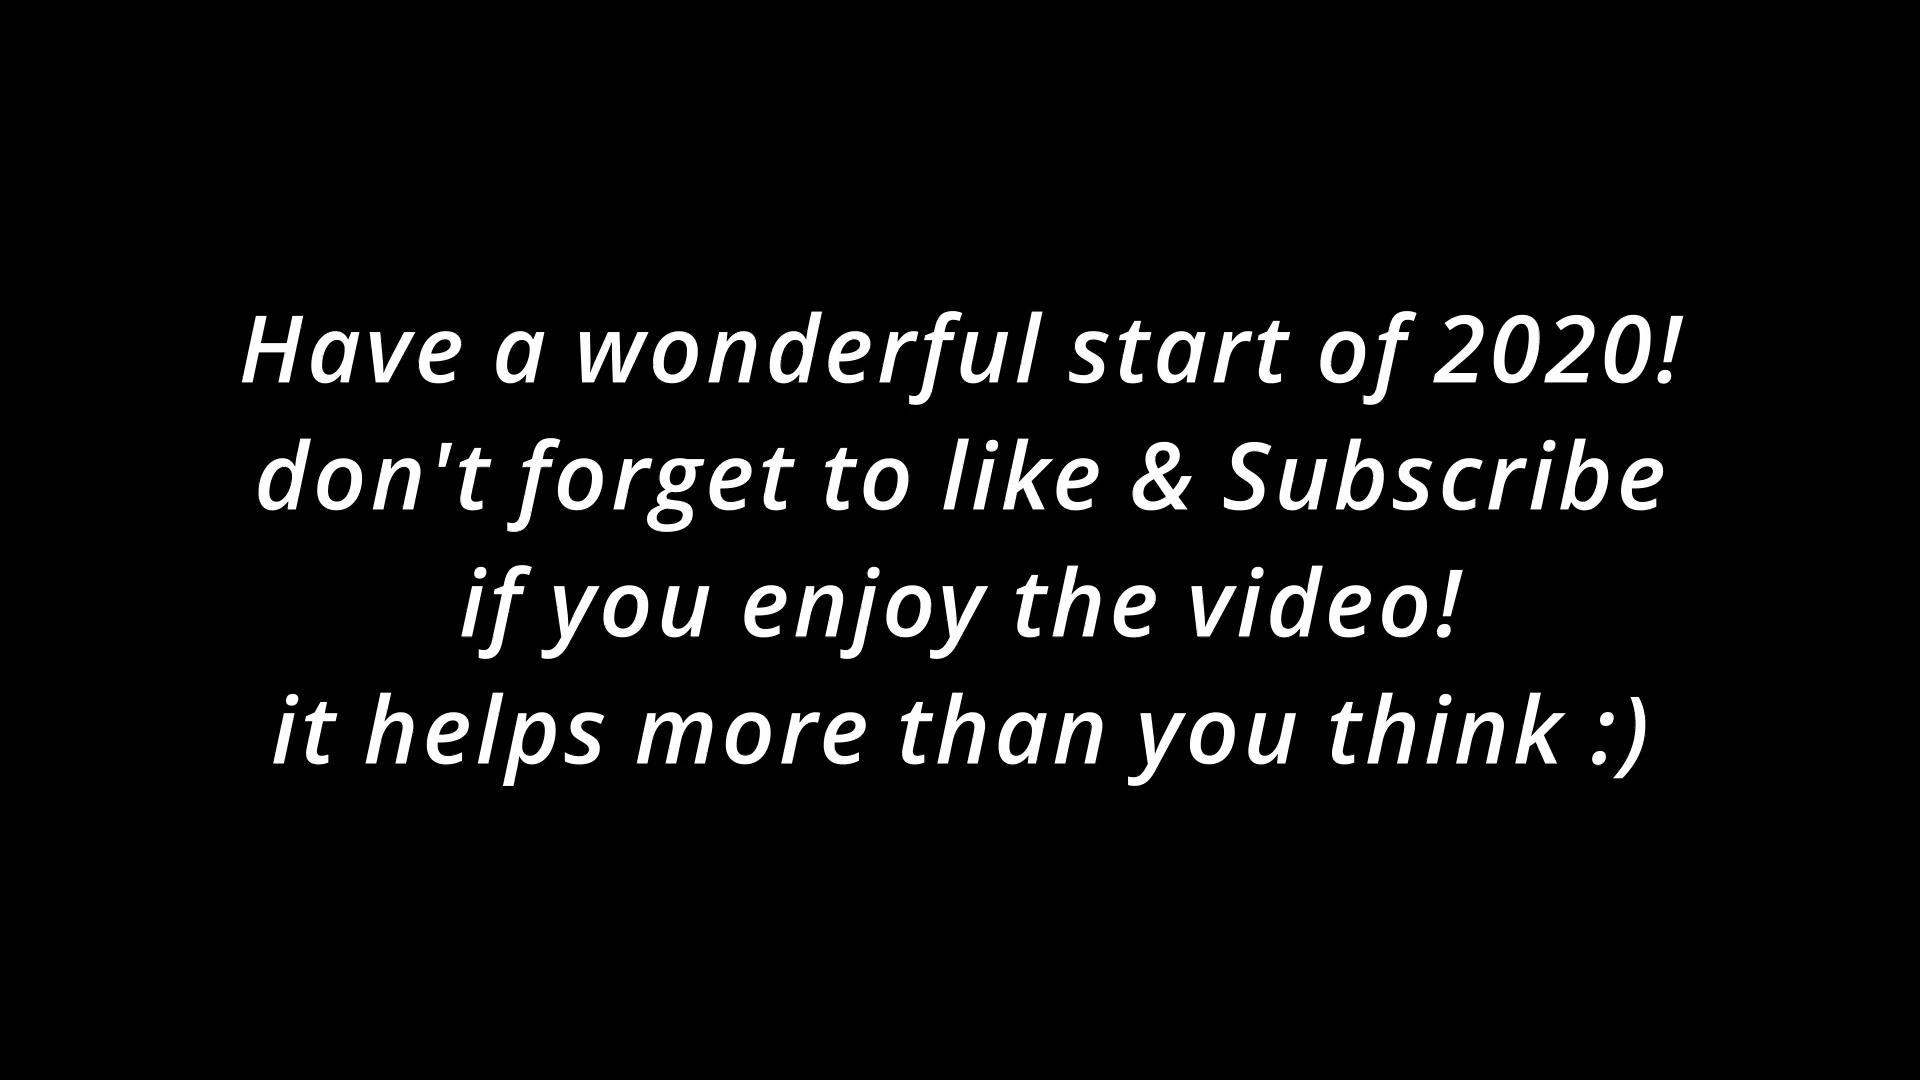 Have a wonderful start of 2020!
don't forget to like & Subscribe
if you enjoy the video!
it helps more than you think :)